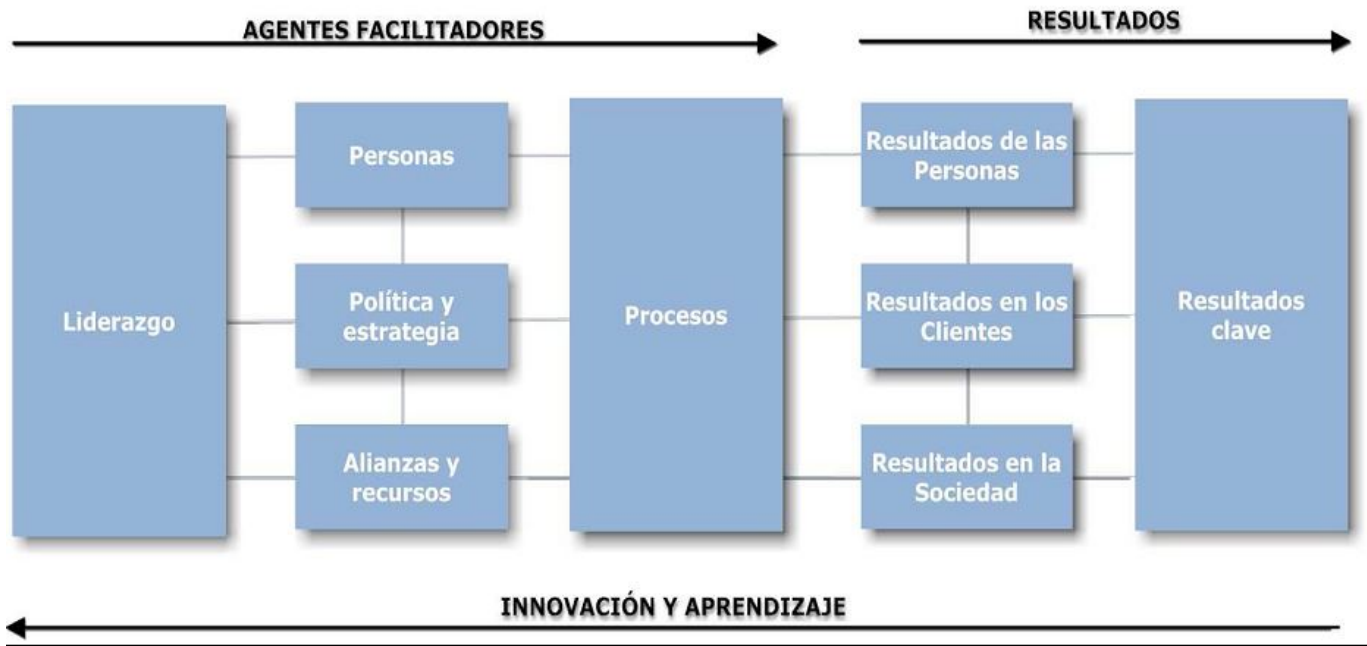 AGENTES FACILITADORES
RESULTADOS
Liderazgo
Personas
Política y
estrategia
Alianzas y
recursos
Procesos
Resultados de las
Personas
Resultados en los
Clientes
Resultados en la
Sociedad
Resultados
clave
INNOVACIÓN Y APRENDIZAJE